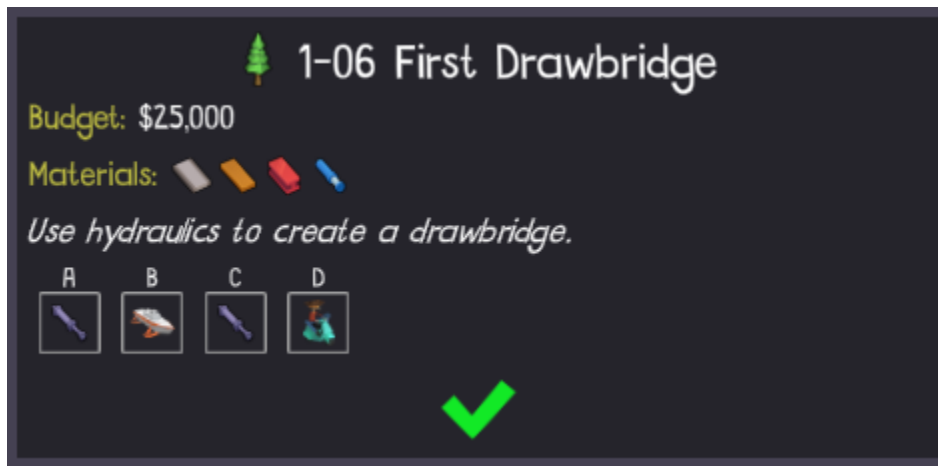 1-06 First Drawbridge
Budget: $25,000
Materials:
Use hydraulics to create a drawbridge.
A B C D